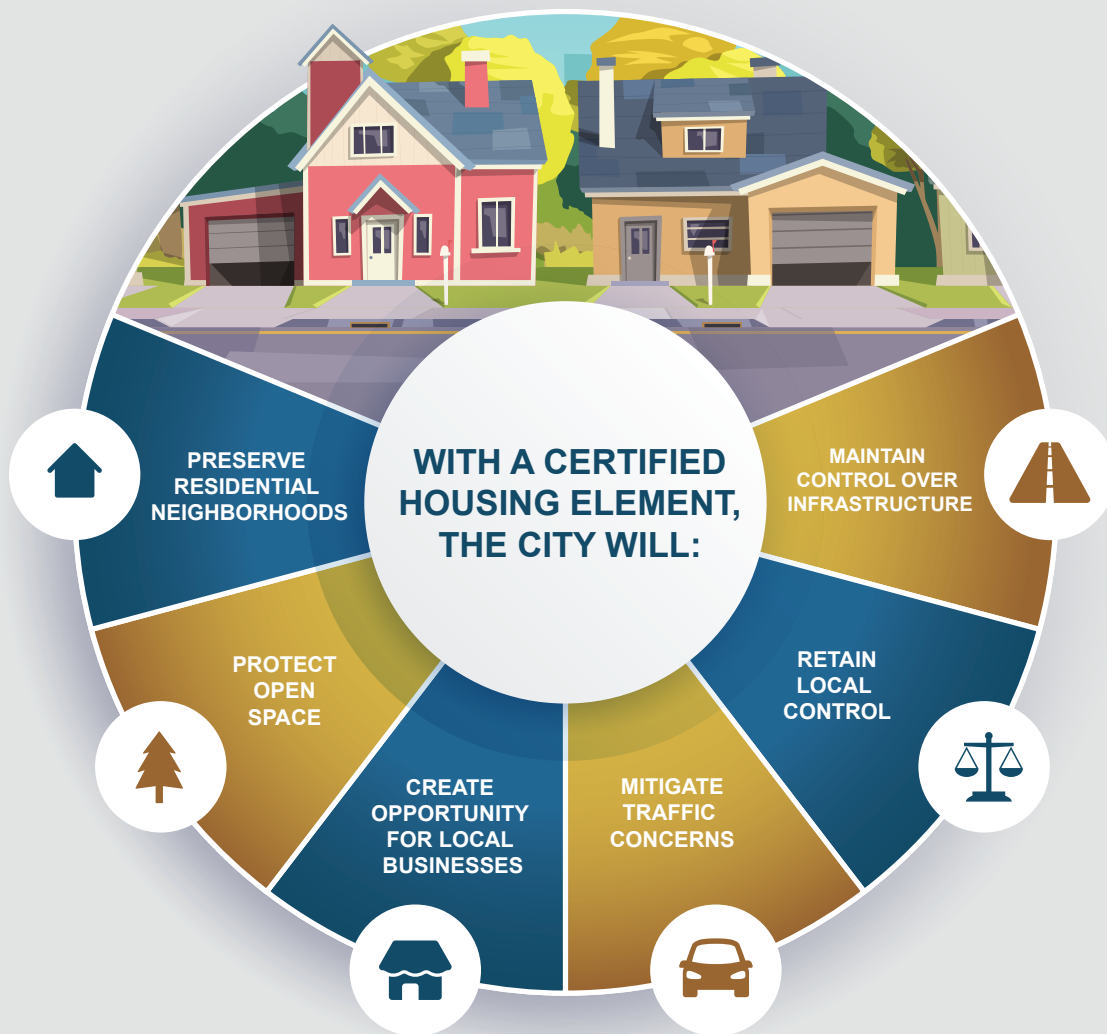 WITH A CERTIFIED
HOUSING ELEMENT,
THE CITY WILL:
PRESERVE
RESIDENTIAL
NEIGHBORHOODS
PROTECT
OPEN
SPACE
CREATE
OPPORTUNITY
FOR LOCAL
BUSINESSES
MITIGATE
TRAFFIC
CONCERNS
RETAIN
LOCAL
CONTROL
MAINTAIN
CONTROL OVER
INFRASTRUCTURE